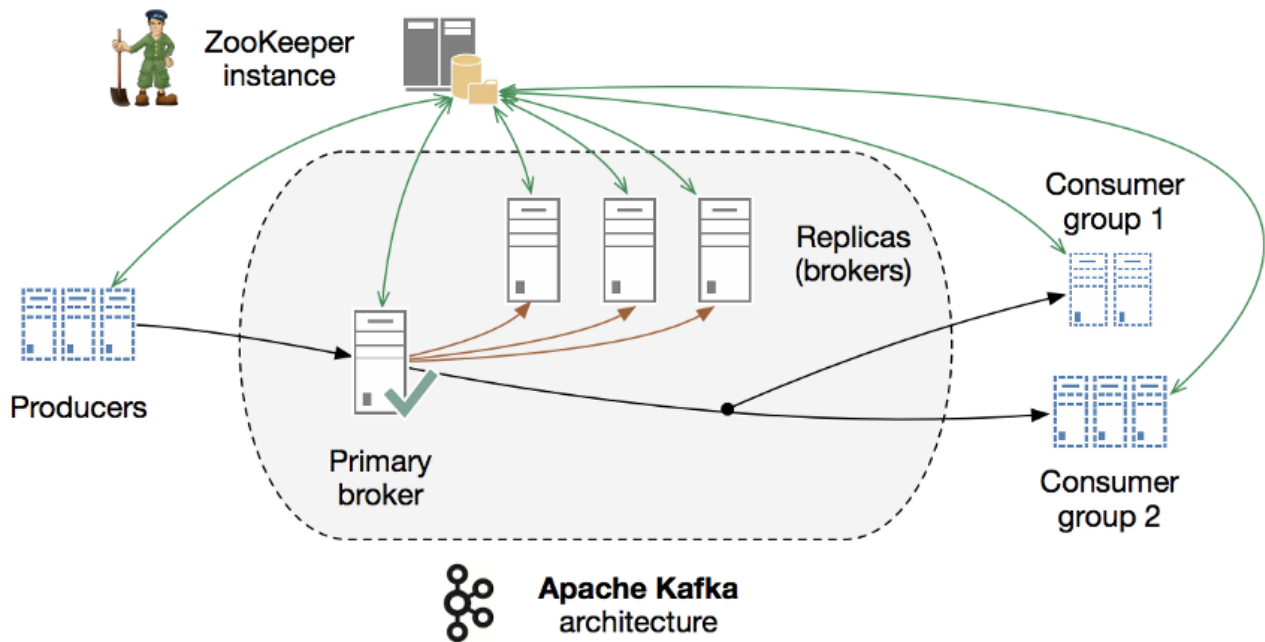 ZooKeeper
instance
Consumer
group 1
Replicas
(brokers)
Producers
Primary
broker
Consumer
group 2
Apache Kafka
architecture